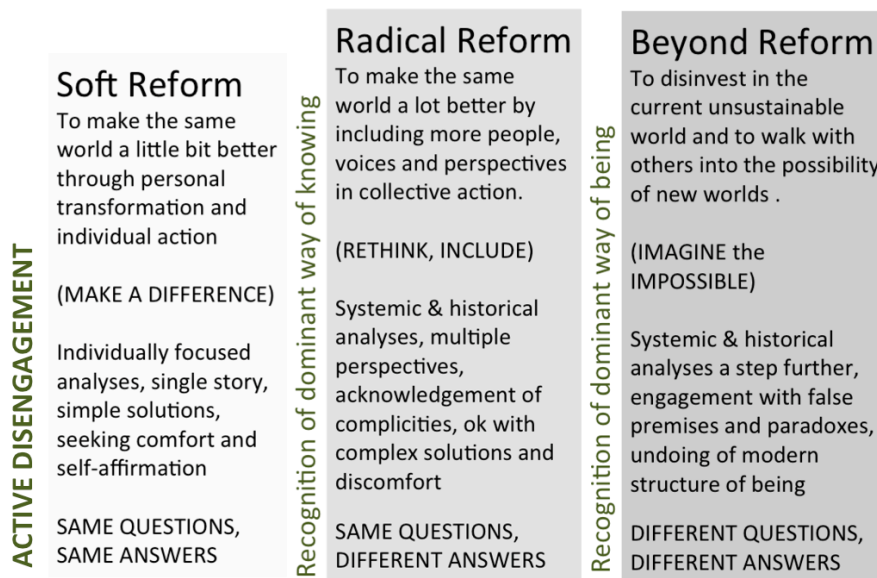 ACTIVE DISENGAGEMENT
Soft Reform
To make the same
world a little bit better
through personal
transformation and
individual action
(MAKE A DIFFERENCE)
Individually focused
analyses, single story,
simple solutions,
seeking comfort and
self-affirmation
SAME QUESTIONS,
SAME ANSWERS
Recognition of dominant way of knowing
Radical Reform
To make the same
world a lot better by
including more people,
voices and perspectives
in collective action.
(RETHINK, INCLUDE)
Systemic & historical
analyses, multiple
perspectives,
acknowledgement of
complicities, ok with
complex solutions and
discomfort
SAME QUESTIONS,
DIFFERENT ANSWERS
Recognition of dominant way of being
Beyond Reform
To disinvest in the
current unsustainable
world and to walk with
others into the possibility
of new worlds .
(IMAGINE the
IMPOSSIBLE)
Systemic & historical
analyses a step further,
engagement with false
premises and paradoxes,
undoing of modern
structure of being
DIFFERENT QUESTIONS,
DIFFERENT ANSWERS